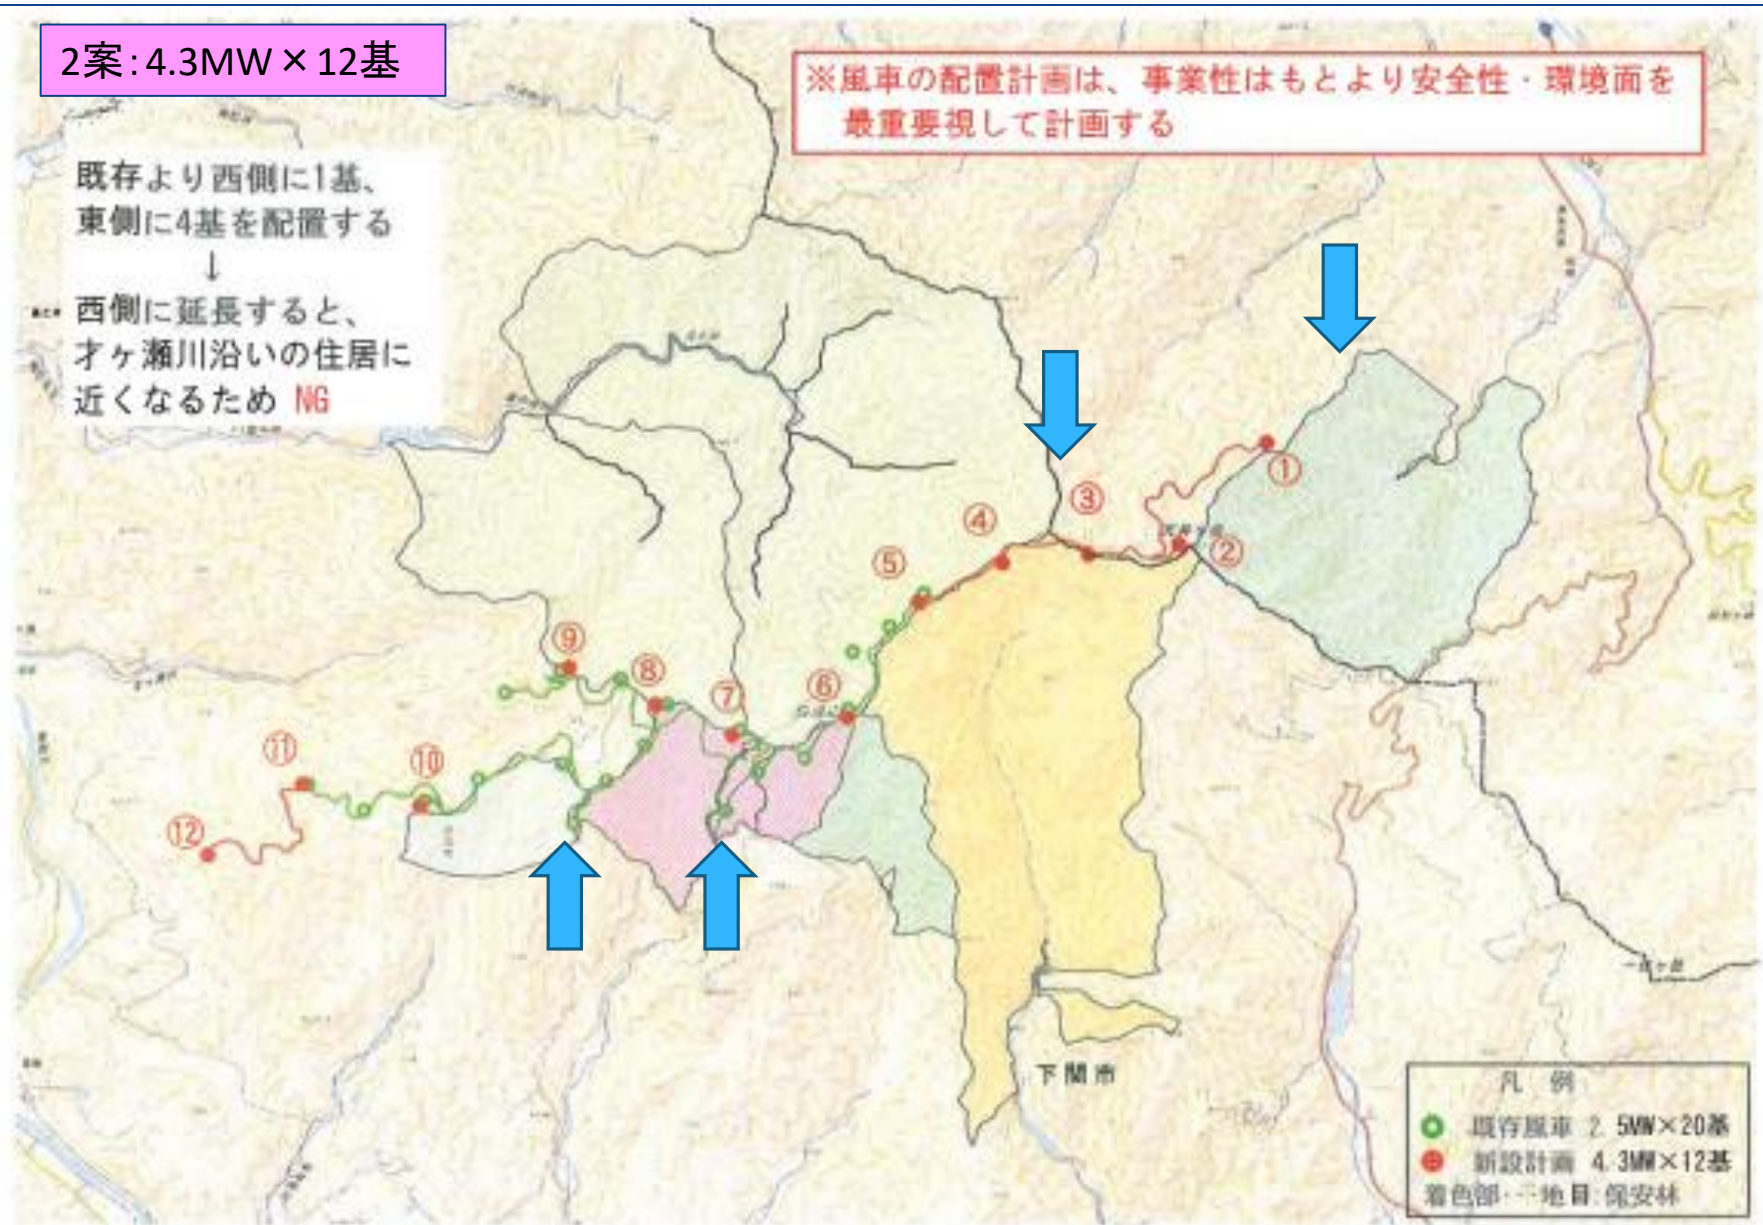 2案:4.3MW×12基
※風車の配置計画は、事業性はもとより安全性・環境面を
最重要視して計画する
既存より西側に1基、
東側に4基を配置する
↓
西側に延長すると、
才ヶ瀬川沿いの住居に
近くなるため NG
①
②
③
④
⑤
⑥
⑦
⑧
⑨
⑩
⑪
⑫
下関市
凡 例
既存風車 2.5MW×20基
新設計画 4.3MW×12基
着色部…地目:保安林